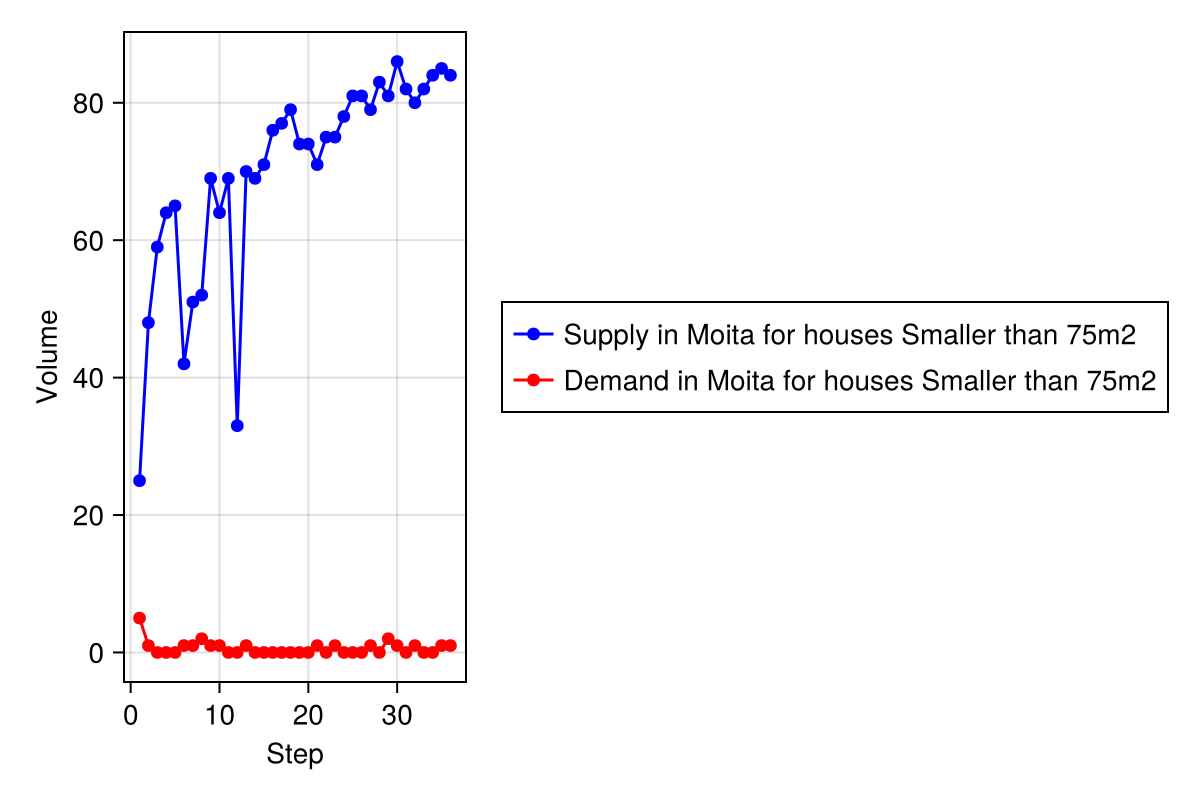 80
60
40
20
0
Volume
0 10 20 30
Step
Supply in Moita for houses Smaller than 75m2
Demand in Moita for houses Smaller than 75m2